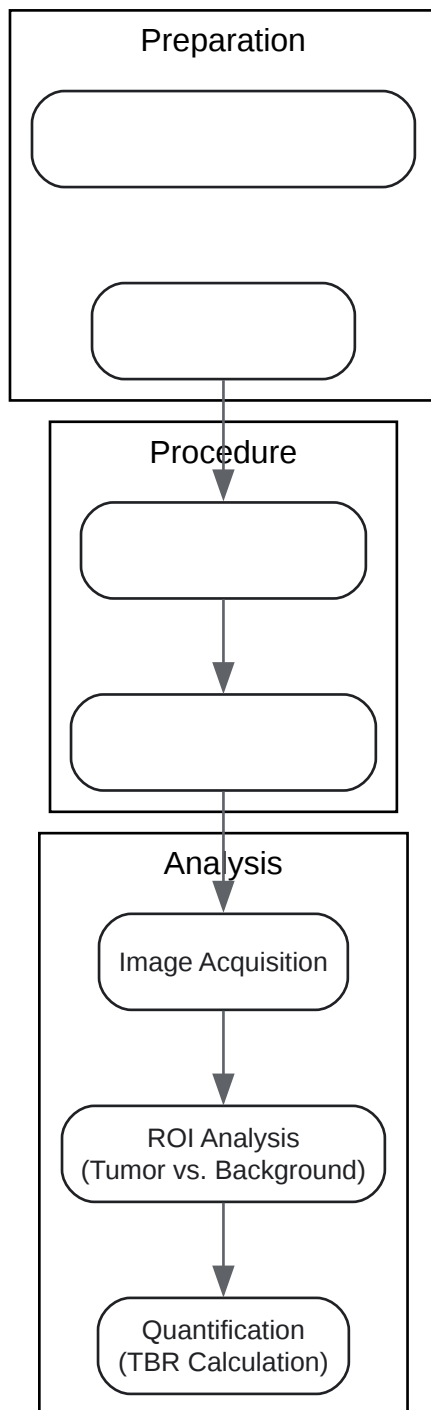 Preparation
Procedure
Analysis
Image Acquisition
ROI Analysis
(Tumor vs. Background)
Quantification
(TBR Calculation)